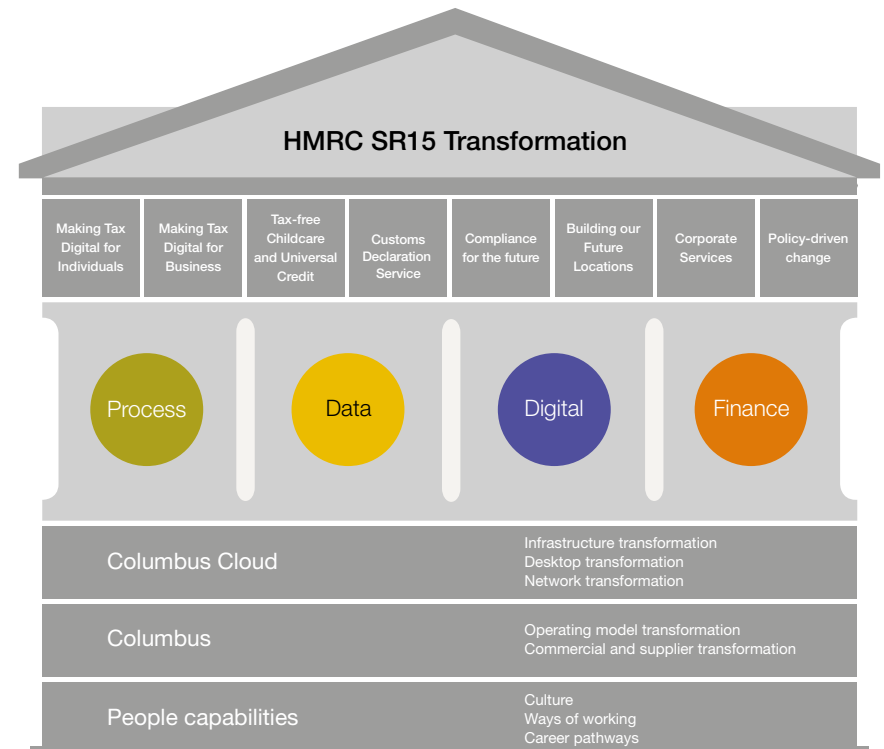 HMRC SR15 Transformation
Making Tax
Digital for
Individuals
Making Tax
Digital for
Business
Tax-free
Childcare
and Universal
Credit
Customs
Declaration
Service
Compliance
for the future
Building our
Future
Locations
Corporate
Services
Policy-driven
change
Process
Data
Digital
Finance
Columbus Cloud
Infrastructure transformation
Desktop transformation
Network transformation
Columbus
Operating model transformation
Commercial and supplier transformation
People capabilities
Culture
Ways of working
Career pathways